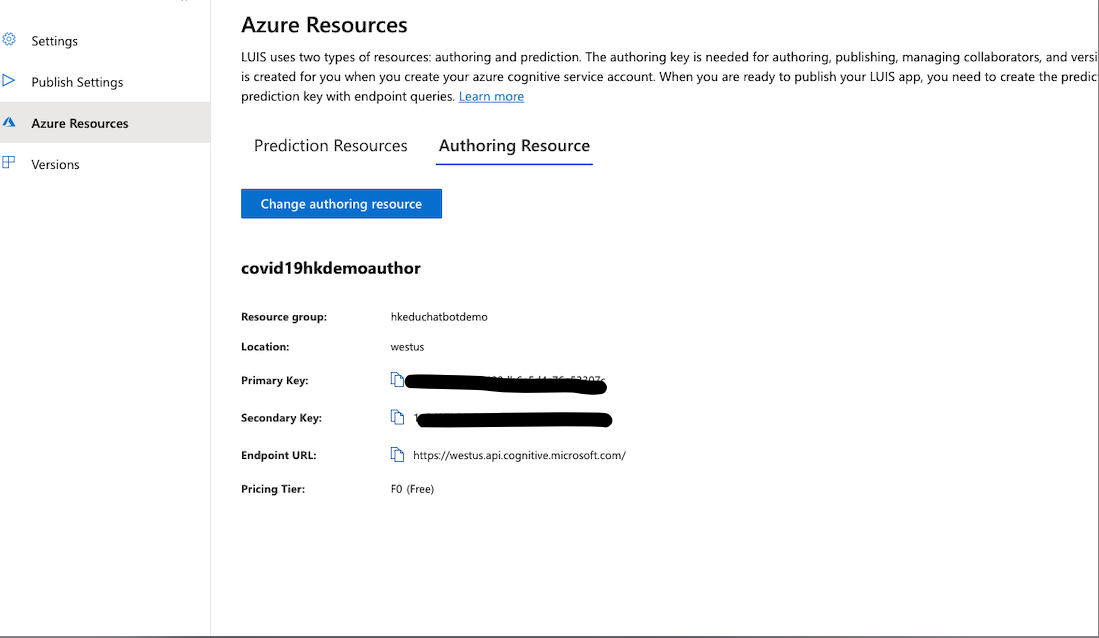 Settings
Publish Settings
Azure Resources
Versions
Azure Resources
LUIS uses two types of resources: authoring and prediction. The authoring key is needed for authoring, publishing, managing collaborators, and versi
is created for you when you create your azure cognitive service account. When you are ready to publish your LUIS app, you need to create the predic
prediction key with endpoint queries. Learn more
Prediction Resources Authoring Resource
Change authoring resource
covid19hkdemoauthor
Resource group: hkeduchatbotdemo
Location: westus
Primary Key:
Secondary Key:
Endpoint URL: https://westus.api.cognitive.microsoft.com/
Pricing Tier: F0 (Free)